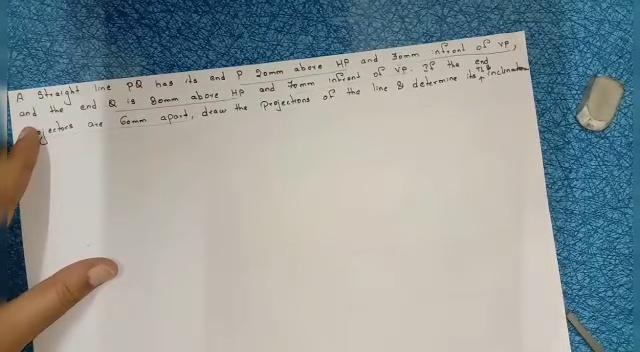 A Straight line PQ has its end P 20mm above HP and 30mm infront of VP,
and the end Q is 80mm above HP and 70mm infront of VP. If the end
ojectors are 60mm apart, draw the projections of the line & determine its inclination